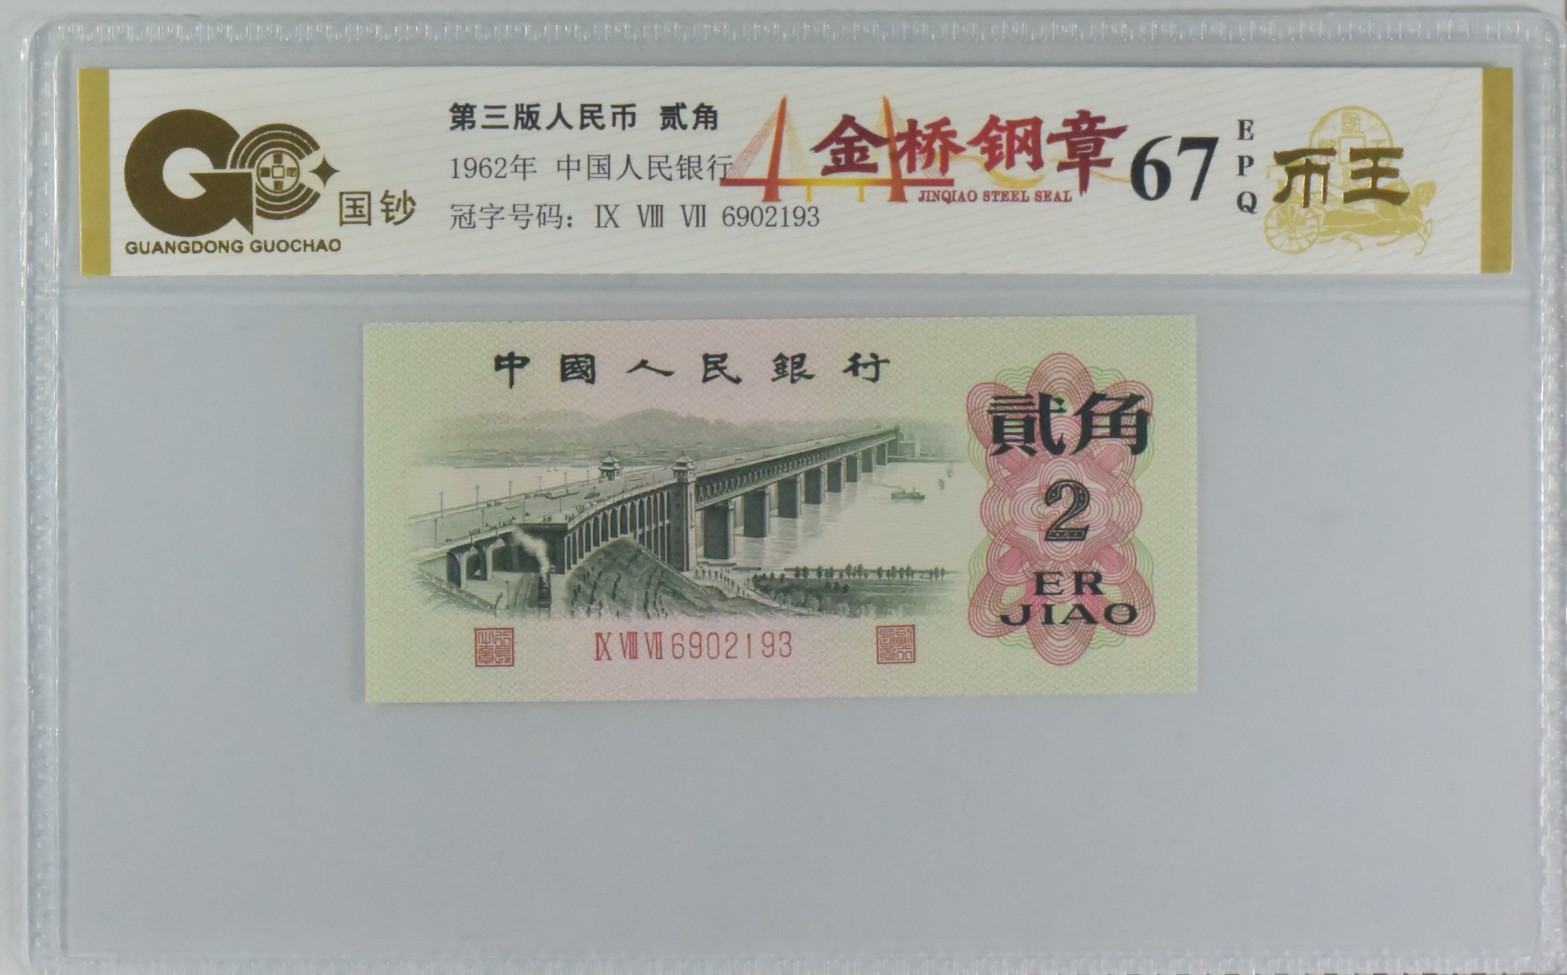 第三版人民币 贰角
1962年 中国人民银行
冠字号码: Ⅸ Ⅷ Ⅶ 6902193
国钞
GUANGDONG GUOCHAO
金桥钢章
JINQIAO STEEL SEAL
67
EPQ
币王
中國人民銀行
貳角
2
ER
JIAO
Ⅸ Ⅷ Ⅶ 6902193